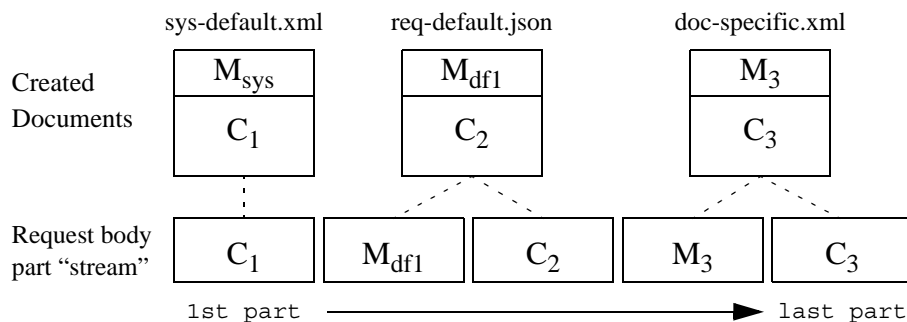 sys-default.xml req-default.json doc-specific.xml
Created Documents
M_sys M_df1 M_3
C_1 C_2 C_3
Request body part “stream”
C_1 M_df1 C_2 M_3 C_3
1st part last part